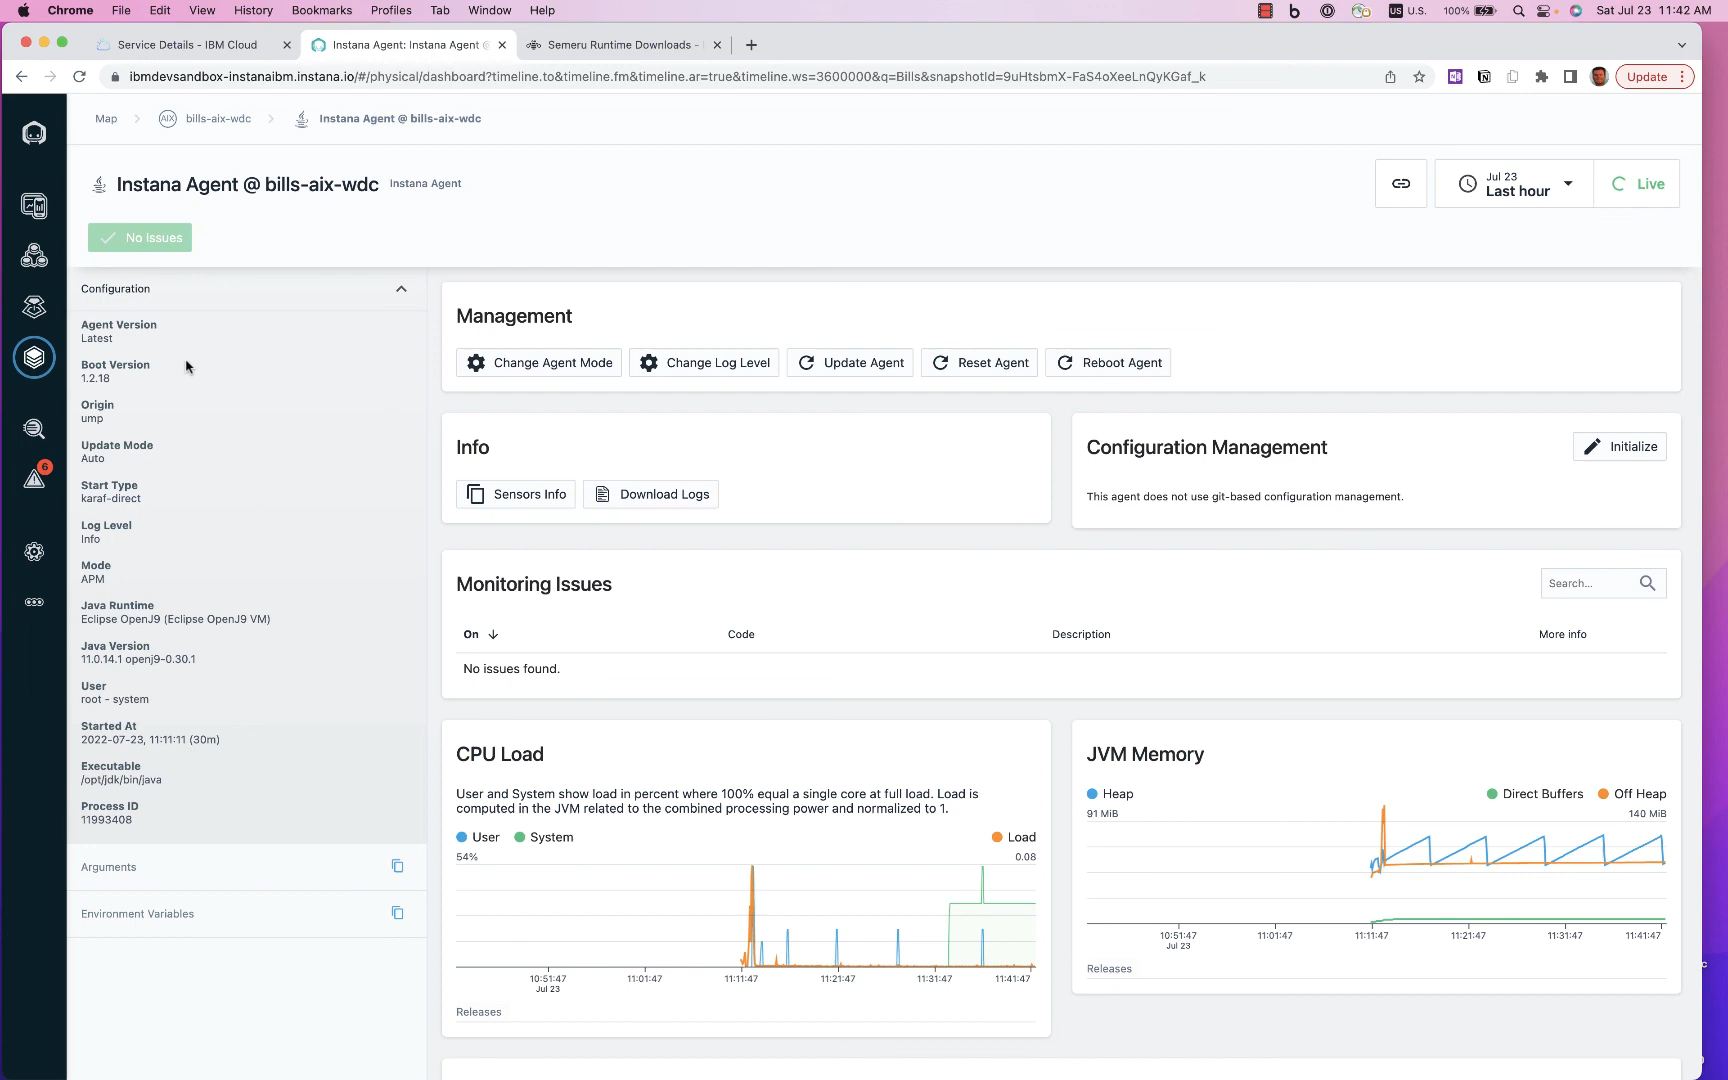 Chrome File Edit View History Bookmarks Profiles Tab Window Help
US U.S. 100% Sat Jul 23 11:42 AM
Service Details - IBM Cloud
Instana Agent: Instana Agent
Semeru Runtime Downloads -
ibmdevsandbox-instanaibm.instana.io/#/physical/dashboard?timeline.to&timeline.fm&timeline.ar=true&timeline.ws=3600000&q=Bills&snapshotId=9uHtsbmX-FaS4oXeeLnQyKGaf_k
Update
Map
AIX
bills-aix-wdc
Instana Agent @ bills-aix-wdc
Instana Agent @ bills-aix-wdc Instana Agent
Jul 23
Last hour
Live
No Issues
Configuration
Agent Version
Latest
Boot Version
1.2.18
Origin
ump
Update Mode
Auto
Start Type
karaf-direct
Log Level
Info
Mode
APM
Java Runtime
Eclipse OpenJ9 (Eclipse OpenJ9 VM)
Java Version
11.0.14.1 openj9-0.30.1
User
root - system
Started At
2022-07-23, 11:11:11 (30m)
Executable
/opt/jdk/bin/java
Process ID
11993408
Arguments
Environment Variables
6
Management
Change Agent Mode
Change Log Level
Update Agent
Reset Agent
Reboot Agent
Info
Sensors Info
Download Logs
Configuration Management
Initialize
This agent does not use git-based configuration management.
Monitoring Issues
Search...
On Code Description More info
No issues found.
CPU Load
User and System show load in percent where 100% equal a single core at full load. Load is
computed in the JVM related to the combined processing power and normalized to 1.
User System Load
54% 0.08
10:51:47 11:01:47 11:11:47 11:21:47 11:31:47 11:41:47
Jul 23
Releases
JVM Memory
Heap Direct Buffers Off Heap
91 MiB 140 MiB
10:51:47 11:01:47 11:11:47 11:21:47 11:31:47 11:41:47
Jul 23
Releases